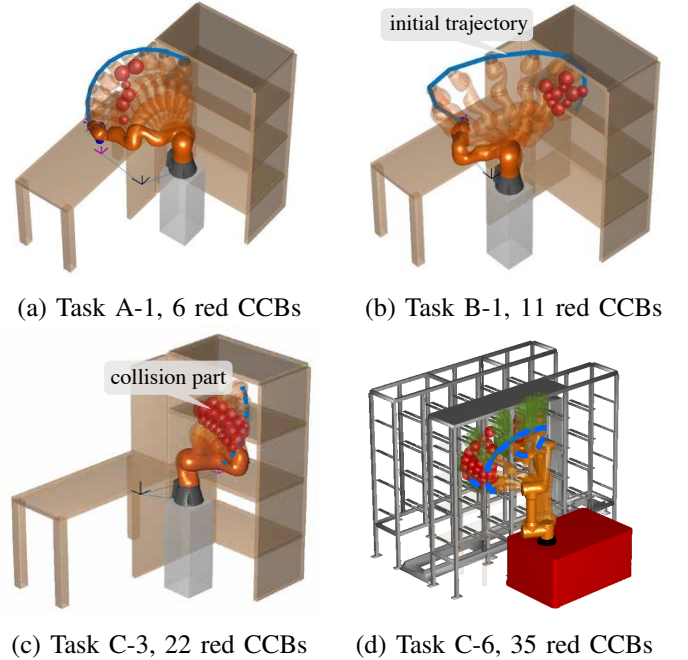 initial trajectory
(a) Task A-1, 6 red CCBs
(b) Task B-1, 11 red CCBs
collision part
(c) Task C-3, 22 red CCBs
(d) Task C-6, 35 red CCBs